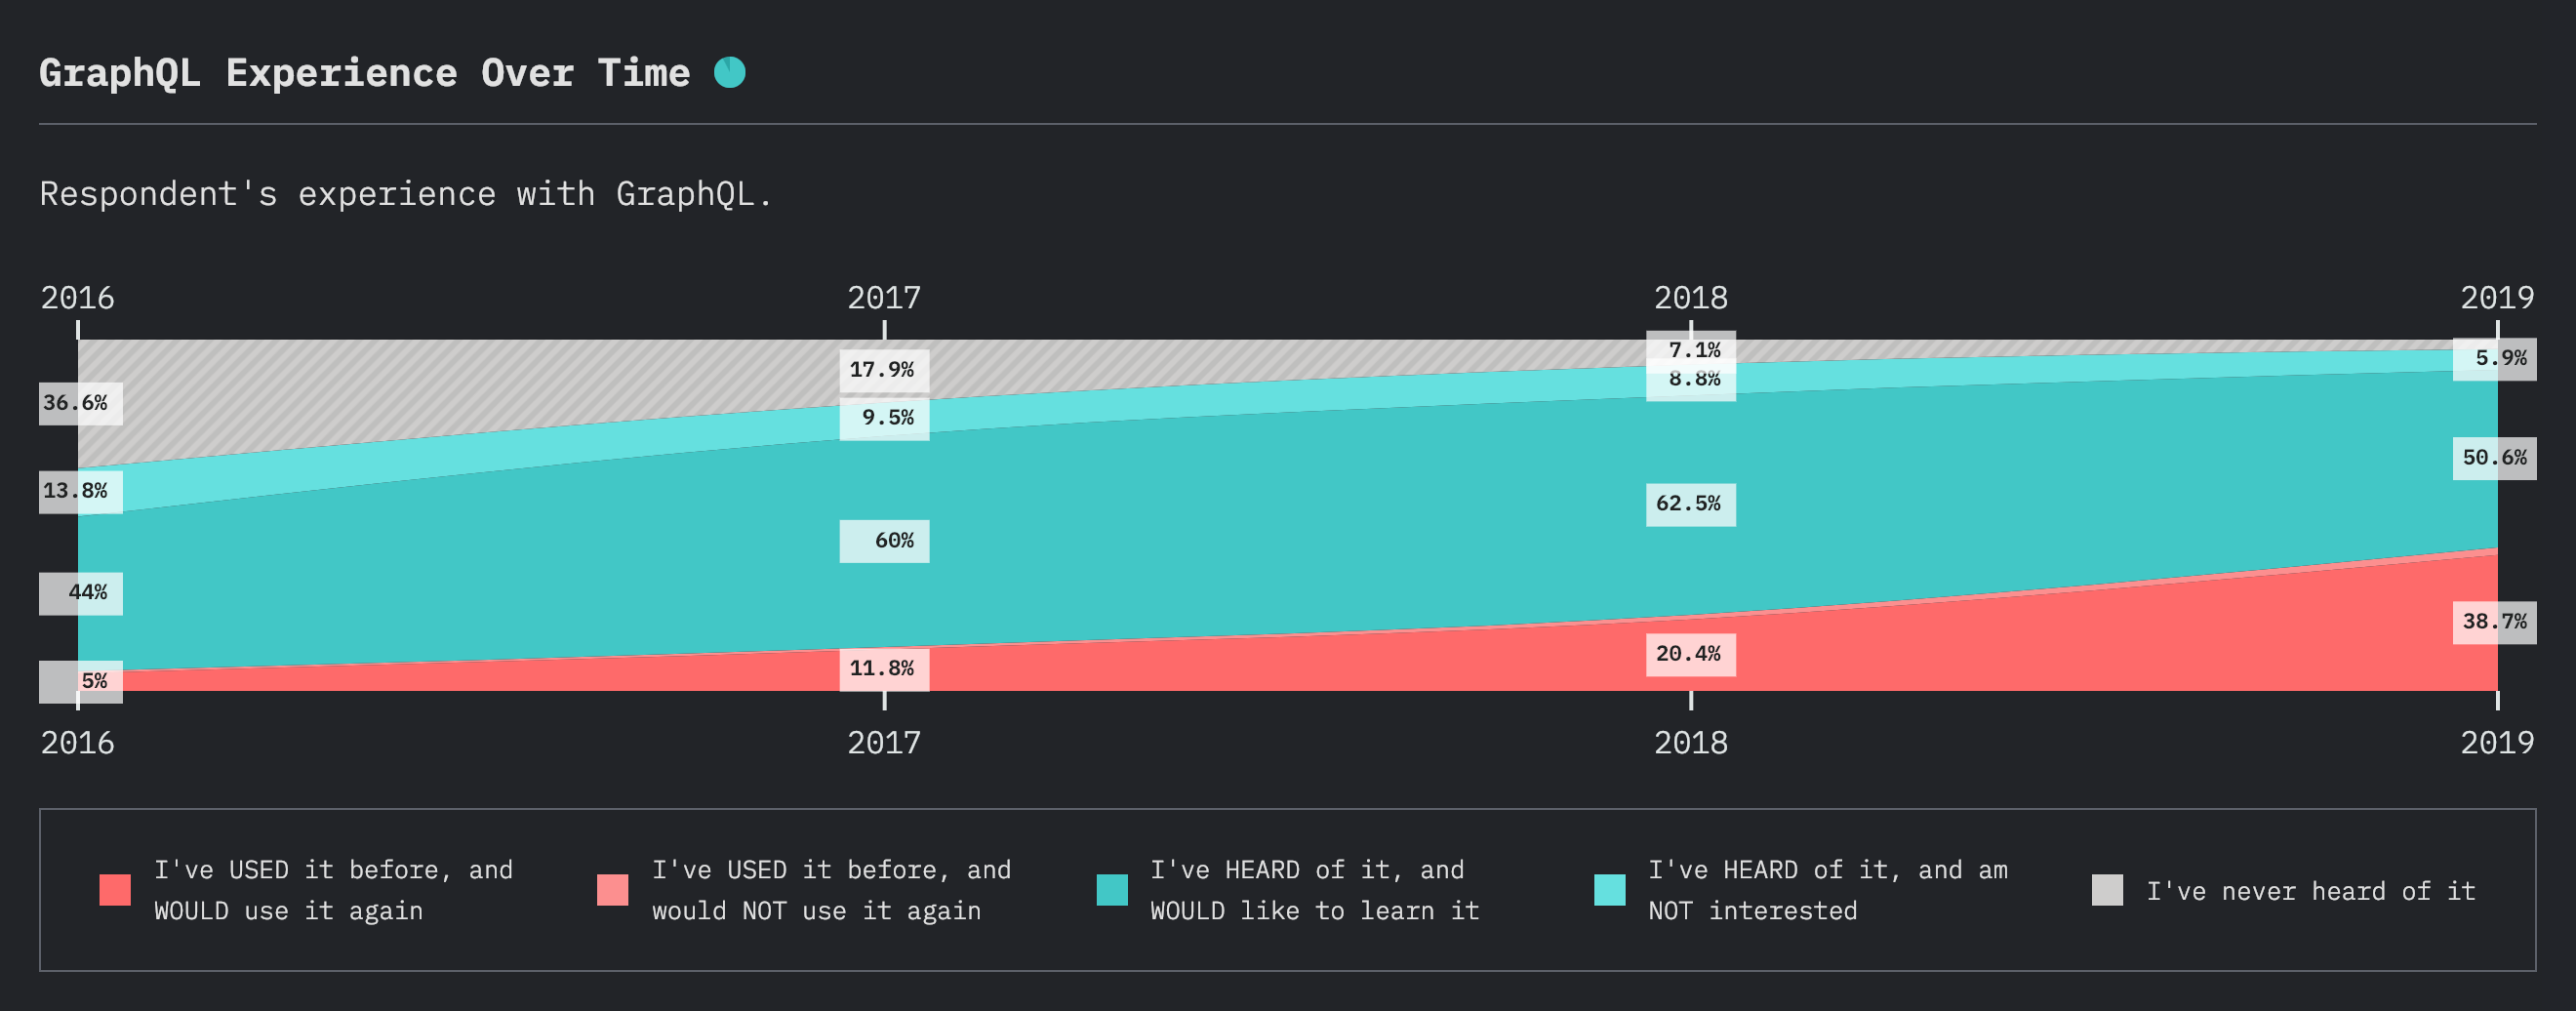 GraphQL Experience Over Time
Respondent's experience with GraphQL.
2016 2017 2018 2019
36.6% 17.9% 7.1% 5.9%
13.8% 9.5% 8.8%
44% 60% 62.5% 50.6%
5% 11.8% 20.4% 38.7%
2016 2017 2018 2019
I've USED it before, and
WOULD use it again
I've USED it before, and
would NOT use it again
I've HEARD of it, and
WOULD like to learn it
I've HEARD of it, and am
NOT interested
I've never heard of it